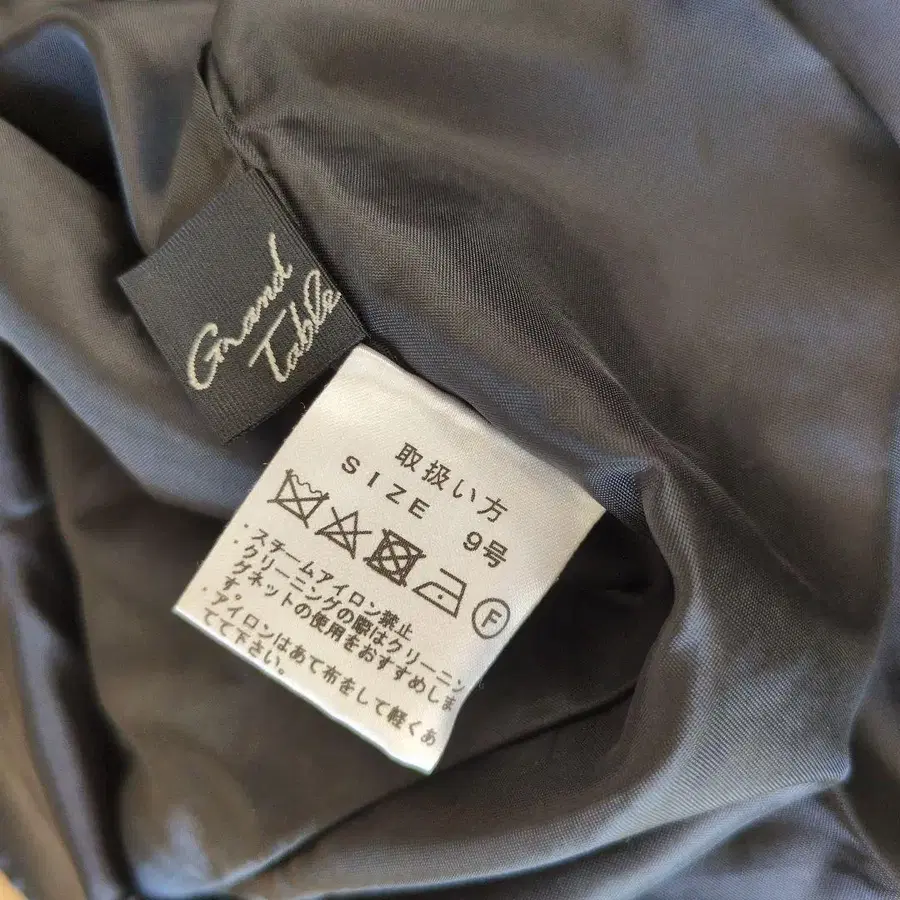 Grand
Table
取扱い方
SIZE 9号
F
・スチームアイロン禁止
・クリーニングの際はクリーニン
グネットの使用をおすすめしま
す。
・アイロンはあて布をして軽くあ
てて下さい。